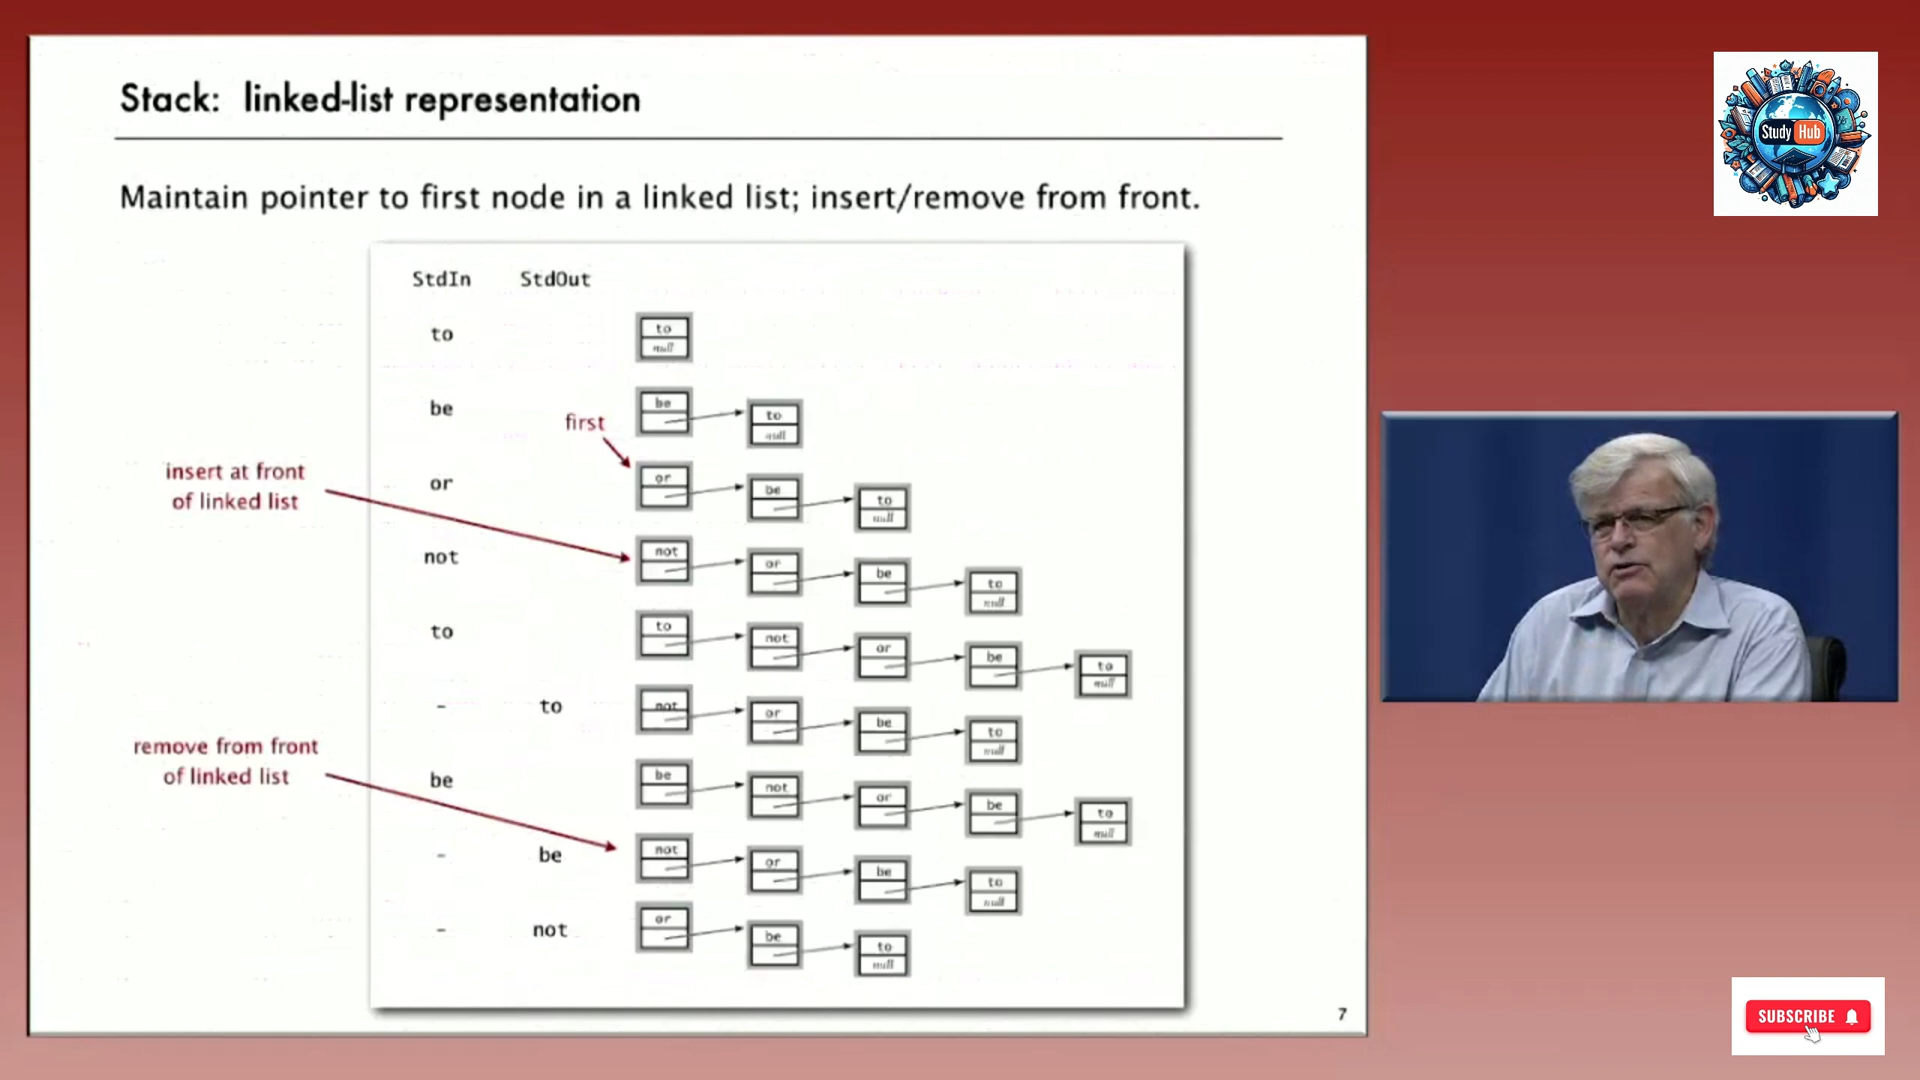 Stack: linked-list representation
Maintain pointer to first node in a linked list; insert/remove from front.
StdIn StdOut
to
to
null
be
be
to
null
first
insert at front
of linked list
or
or
be
to
null
not
not
or
be
to
null
to
to
not
or
be
to
null
- to
not
or
be
to
null
remove from front
of linked list
be
be
not
or
be
to
null
- be
not
or
be
to
null
- not
or
be
to
null
7
Study Hub
SUBSCRIBE